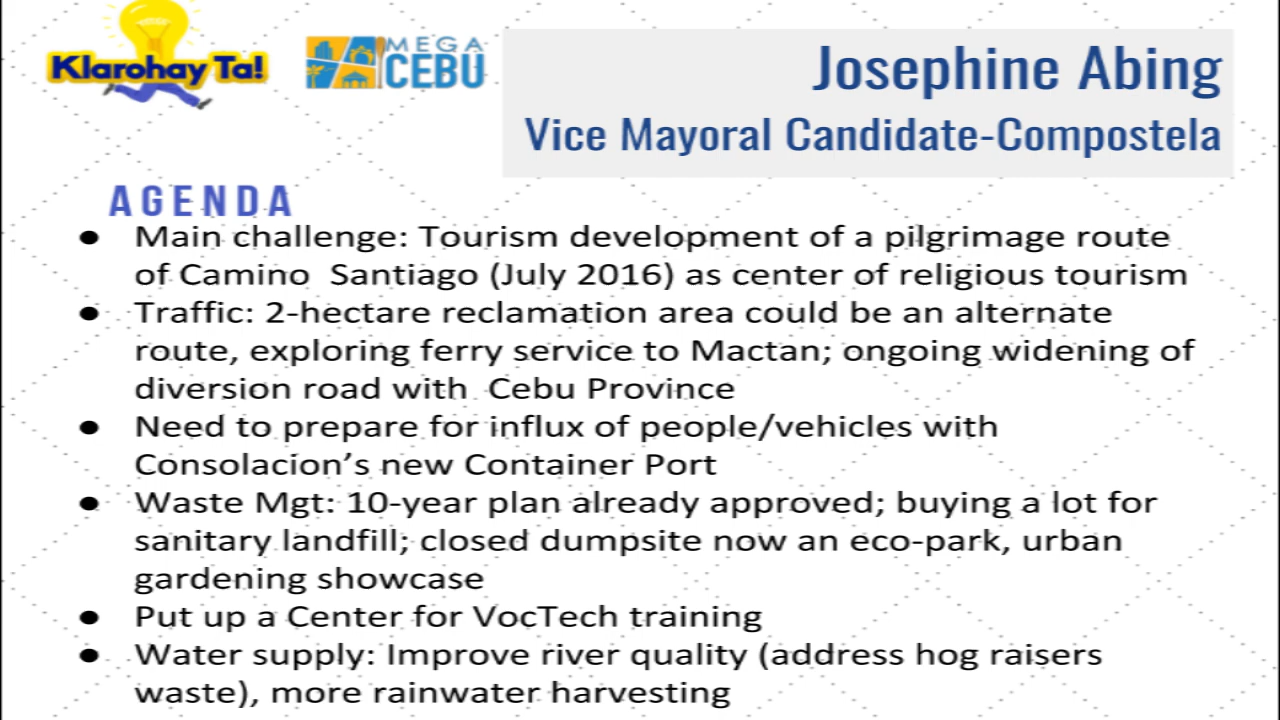 Klarohay Ta!
MEGA
CEBU
Josephine Abing
Vice Mayoral Candidate-Compostela
AGENDA
● Main challenge: Tourism development of a pilgrimage route
of Camino Santiago (July 2016) as center of religious tourism
● Traffic: 2-hectare reclamation area could be an alternate
route, exploring ferry service to Mactan; ongoing widening of
diversion road with Cebu Province
● Need to prepare for influx of people/vehicles with
Consolacion’s new Container Port
● Waste Mgt: 10-year plan already approved; buying a lot for
sanitary landfill; closed dumpsite now an eco-park, urban
gardening showcase
● Put up a Center for VocTech training
● Water supply: Improve river quality (address hog raisers
waste), more rainwater harvesting